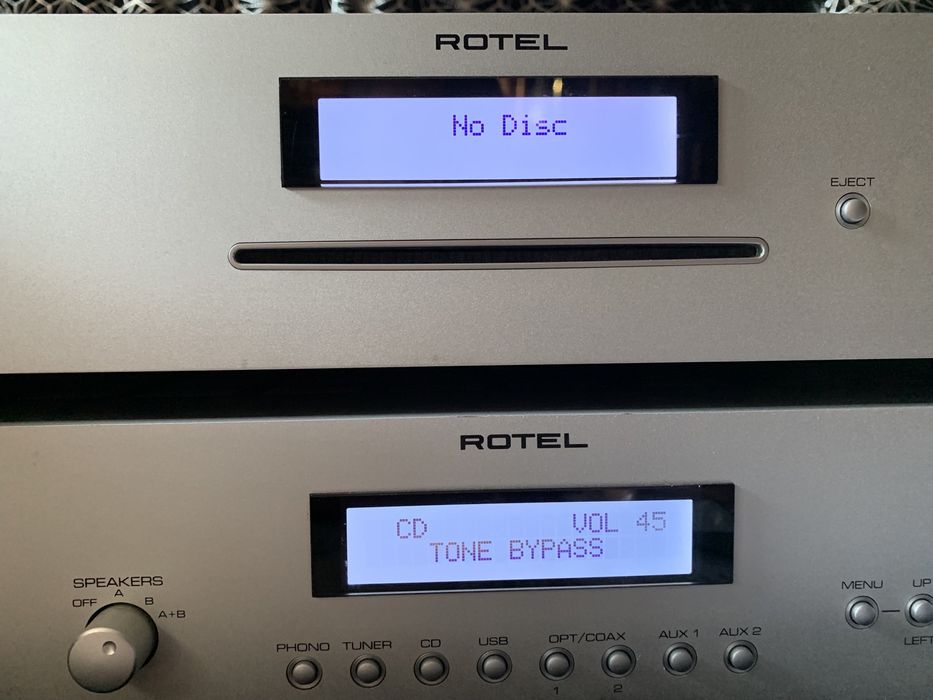 ROTEL
No Disc
EJECT
ROTEL
CD VOL 45
TONE BYPASS
SPEAKERS
OFF A B A+B
MENU UP
LEFT
PHONO TUNER CD USB OPT/COAX AUX 1 AUX 2
1 2